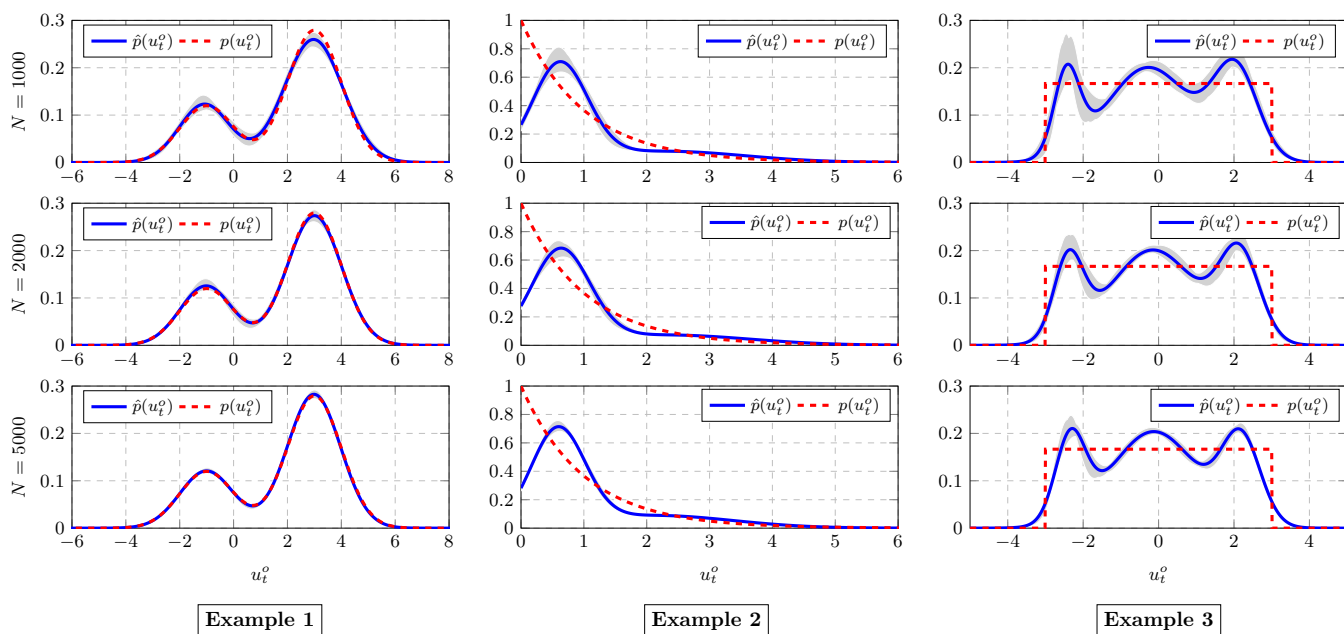 0.3
0.2
0.1
0
−6 −4 −2 0 2 4 6 8
N = 1000
p̂(u_t^o) p(u_t^o)
1
0.8
0.6
0.4
0.2
0
0 1 2 3 4 5 6
p̂(u_t^o) p(u_t^o)
0.3
0.2
0.1
0
−4 −2 0 2 4
p̂(u_t^o) p(u_t^o)
0.3
0.2
0.1
0
−6 −4 −2 0 2 4 6 8
N = 2000
p̂(u_t^o) p(u_t^o)
1
0.8
0.6
0.4
0.2
0
0 1 2 3 4 5 6
p̂(u_t^o) p(u_t^o)
0.3
0.2
0.1
0
−4 −2 0 2 4
p̂(u_t^o) p(u_t^o)
0.3
0.2
0.1
0
−6 −4 −2 0 2 4 6 8
N = 5000
p̂(u_t^o) p(u_t^o)
u_t^o
1
0.8
0.6
0.4
0.2
0
0 1 2 3 4 5 6
p̂(u_t^o) p(u_t^o)
u_t^o
0.3
0.2
0.1
0
−4 −2 0 2 4
p̂(u_t^o) p(u_t^o)
u_t^o
Example 1
Example 2
Example 3